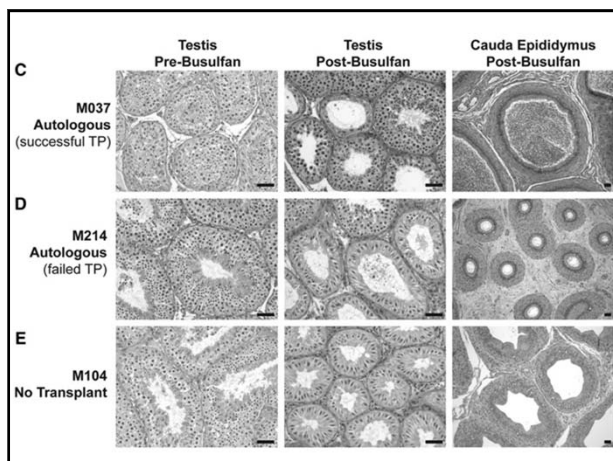 Testis
Pre-Busulfan
Testis
Post-Busulfan
Cauda Epididymus
Post-Busulfan
C
M037
Autologous
(successful TP)
D
M214
Autologous
(failed TP)
E
M104
No Transplant